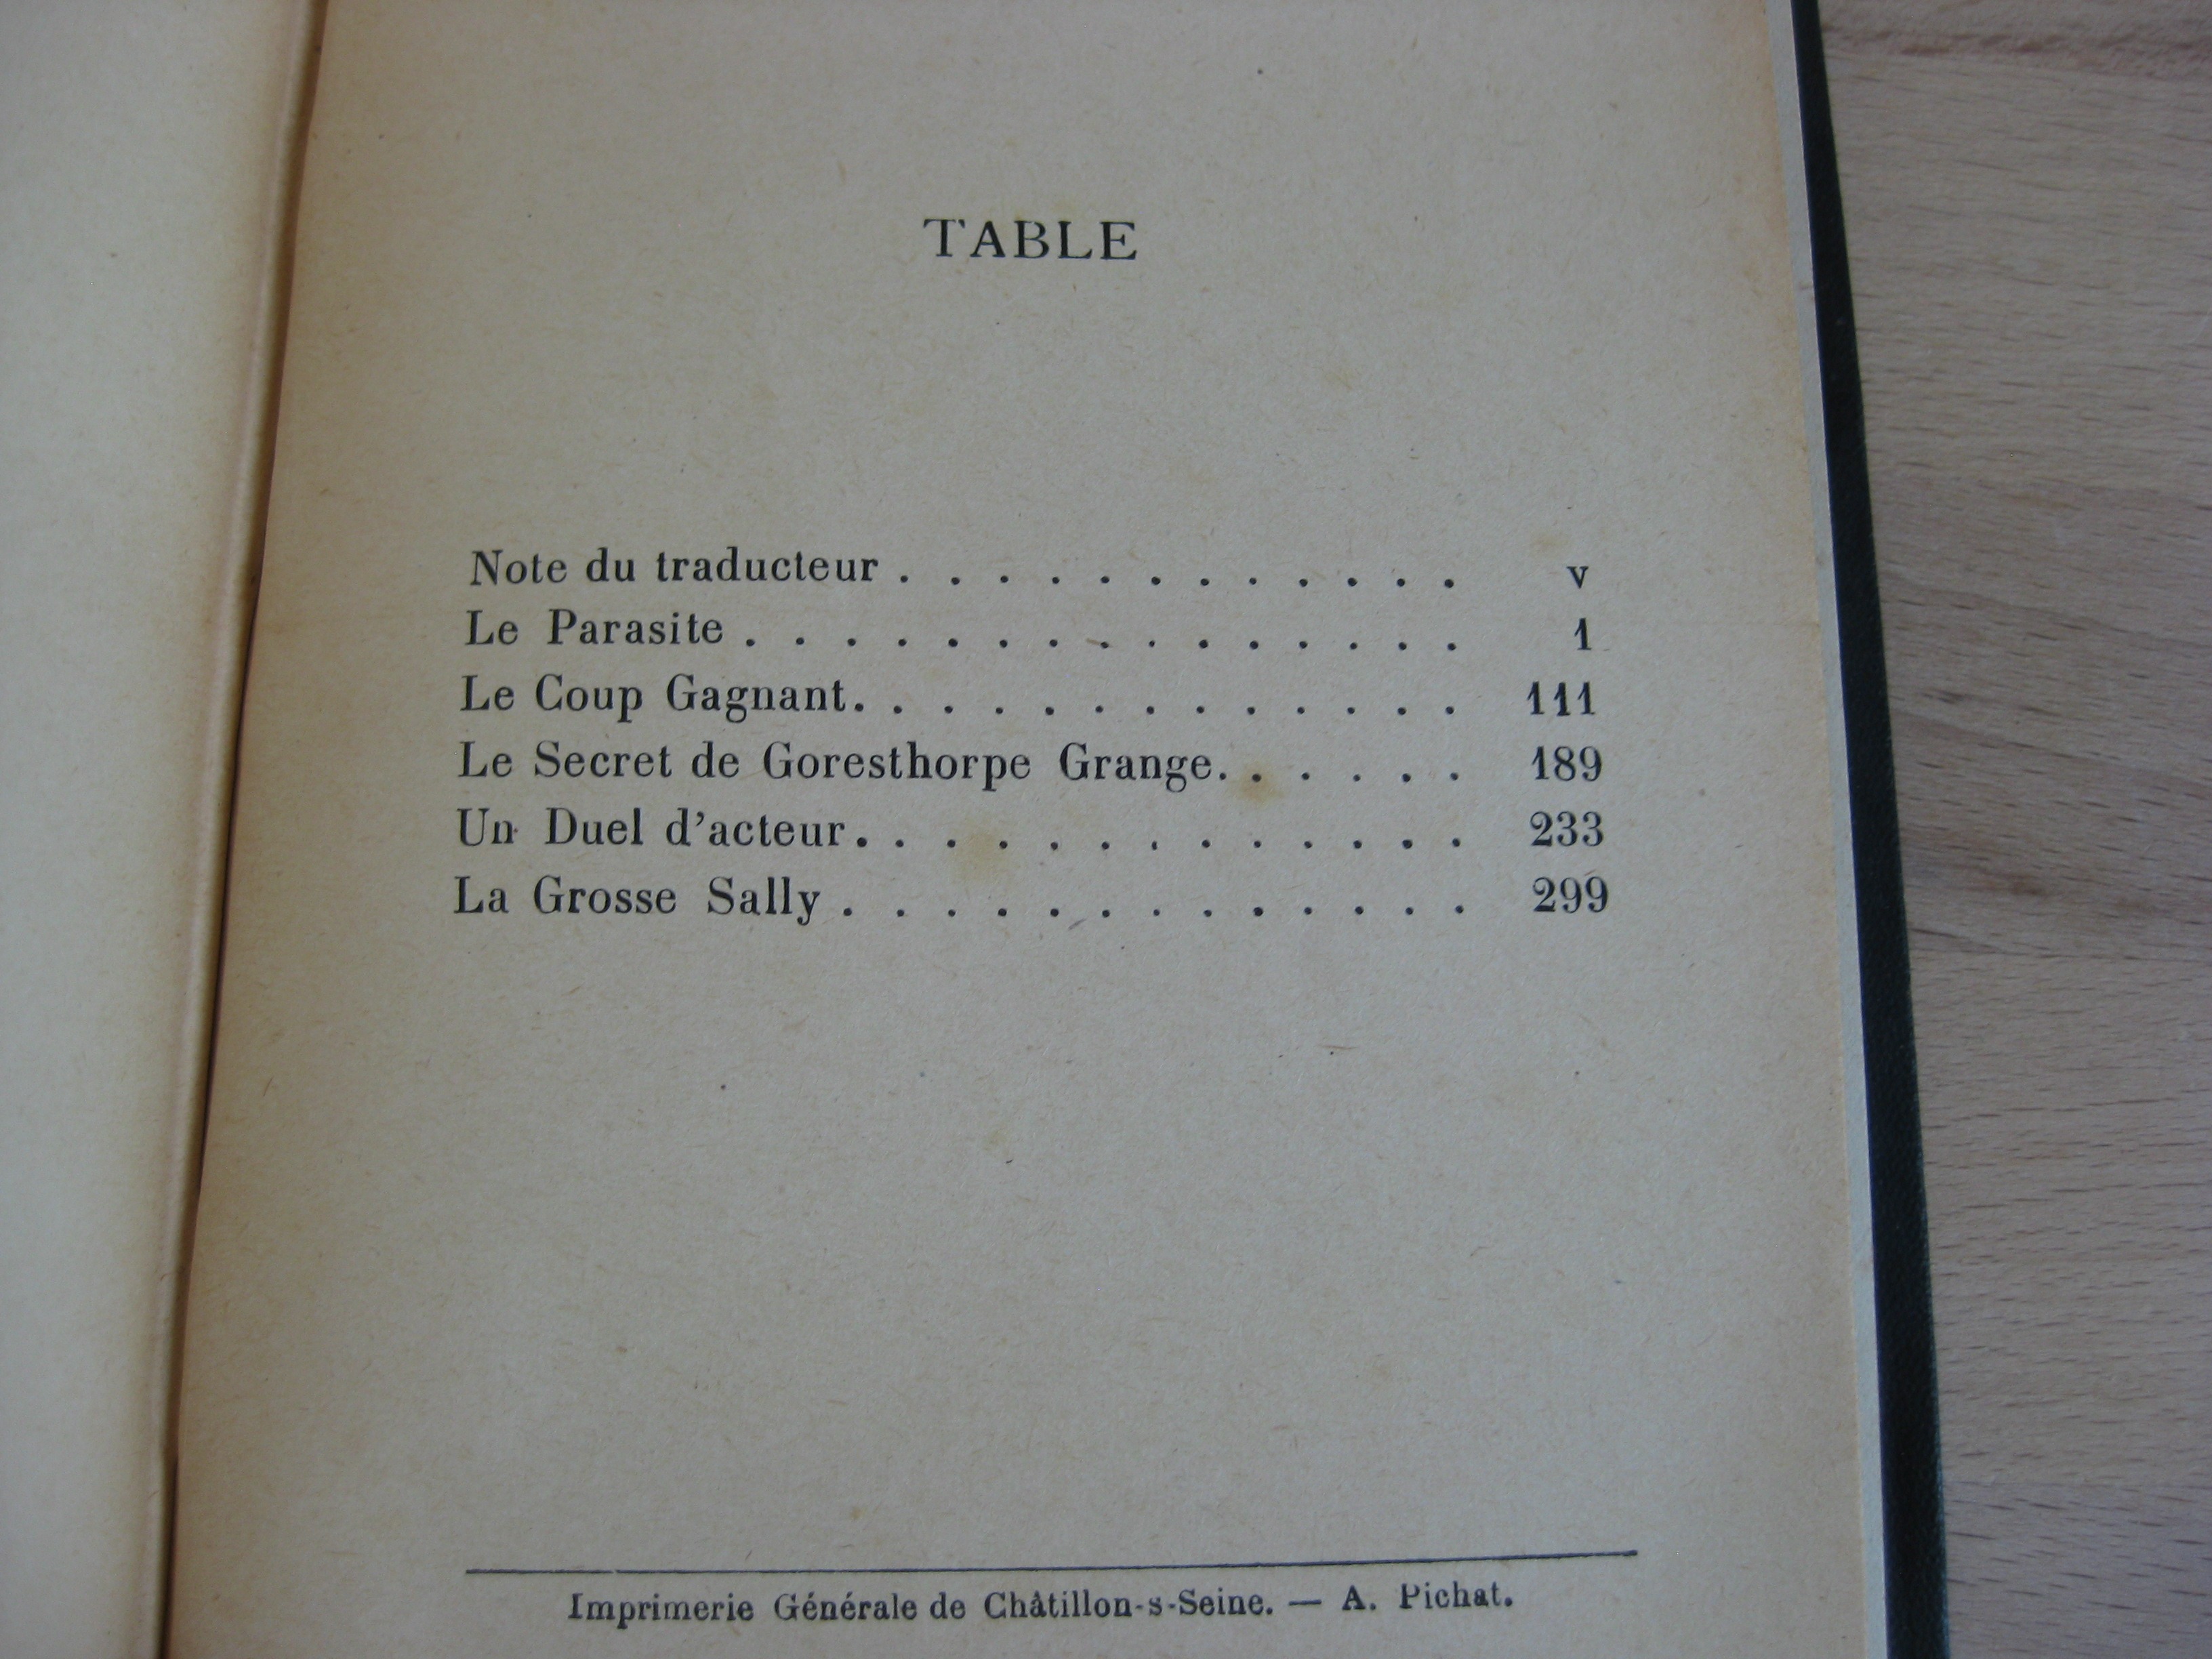 TABLE
Note du traducteur . . . . . . . . . . . . v
Le Parasite . . . . . . . . . . . . . . . 1
Le Coup Gagnant. . . . . . . . . . . . . 111
Le Secret de Goresthorpe Grange. . . . . . 189
Un Duel d'acteur. . . . . . . . . . . . . 233
La Grosse Sally . . . . . . . . . . . . . 299
Imprimerie Générale de Châtillon-s-Seine. — A. Pichat.